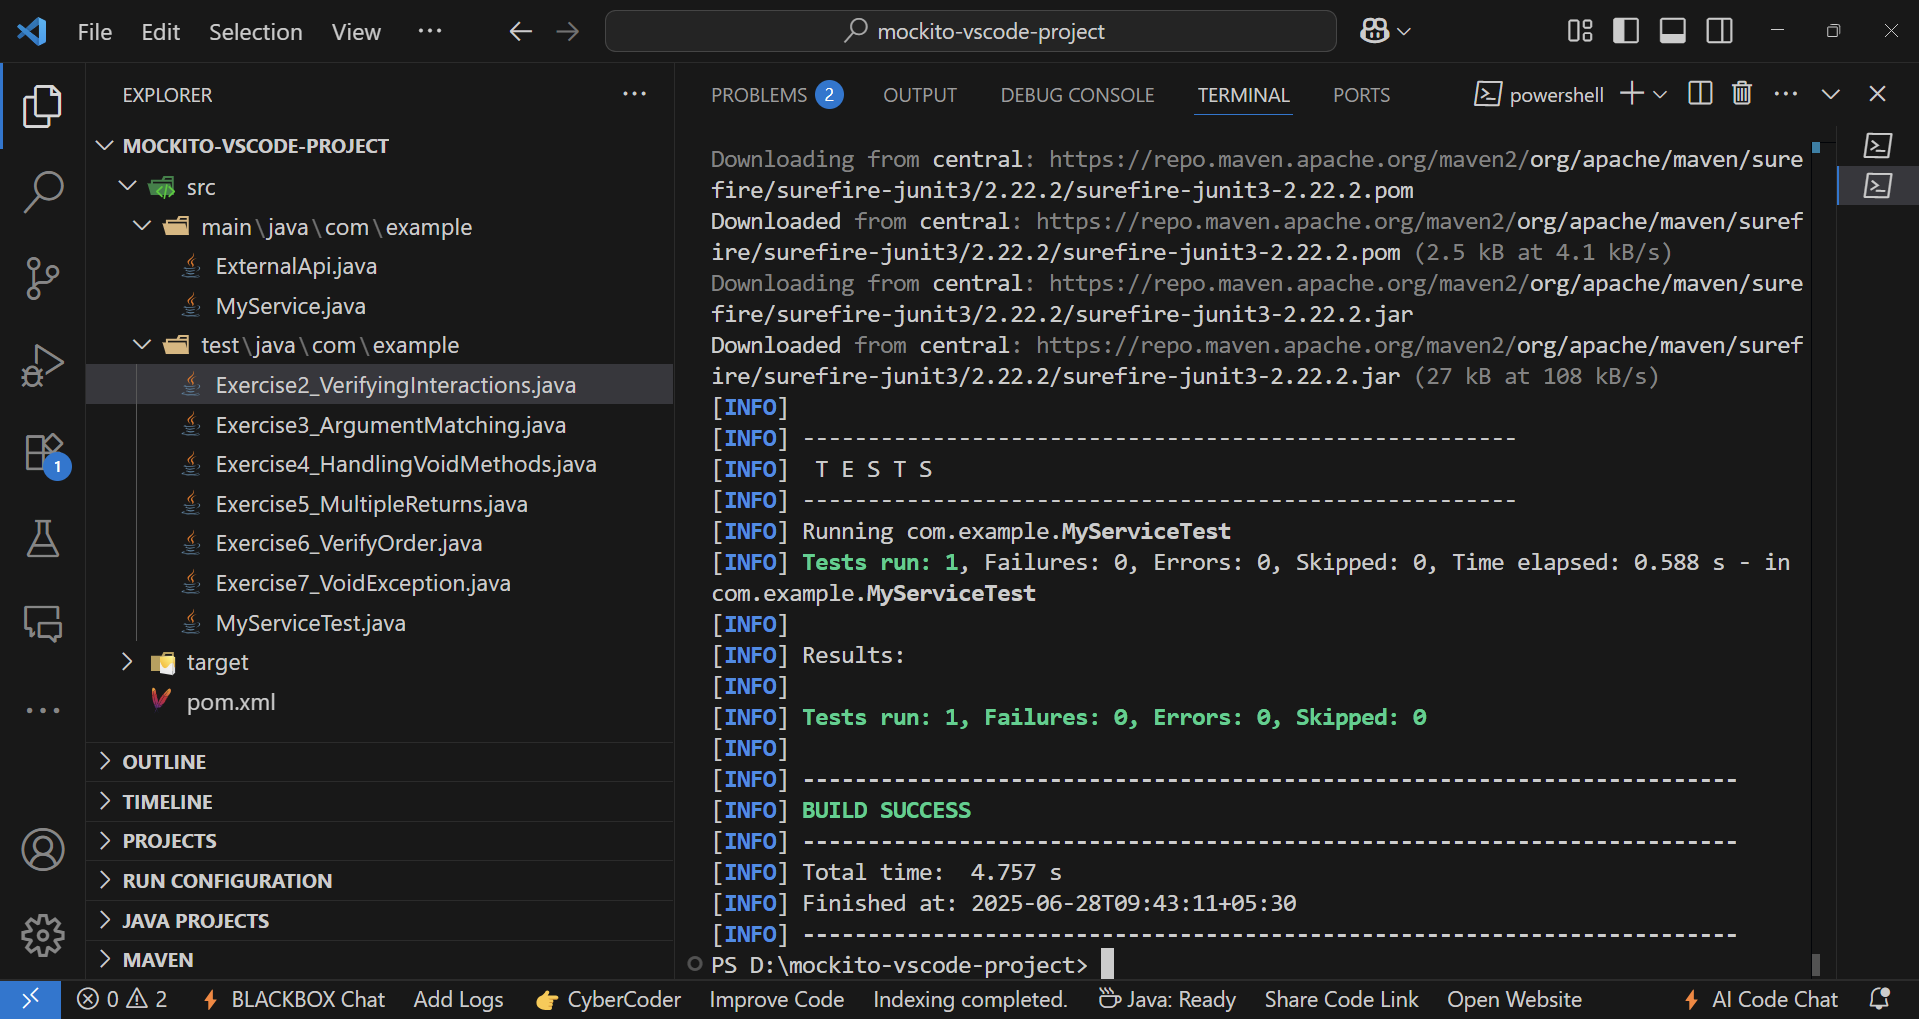 File Edit Selection View ··· mockito-vscode-project
EXPLORER ···
MOCKITO-VSCODE-PROJECT
src
main\java\com\example
ExternalApi.java
MyService.java
test\java\com\example
Exercise2_VerifyingInteractions.java
Exercise3_ArgumentMatching.java
Exercise4_HandlingVoidMethods.java
Exercise5_MultipleReturns.java
Exercise6_VerifyOrder.java
Exercise7_VoidException.java
MyServiceTest.java
target
pom.xml
1
OUTLINE
TIMELINE
PROJECTS
RUN CONFIGURATION
JAVA PROJECTS
MAVEN
PROBLEMS 2 OUTPUT DEBUG CONSOLE TERMINAL PORTS powershell
Downloading from central: https://repo.maven.apache.org/maven2/org/apache/maven/sure
fire/surefire-junit3/2.22.2/surefire-junit3-2.22.2.pom
Downloaded from central: https://repo.maven.apache.org/maven2/org/apache/maven/suref
ire/surefire-junit3/2.22.2/surefire-junit3-2.22.2.pom (2.5 kB at 4.1 kB/s)
Downloading from central: https://repo.maven.apache.org/maven2/org/apache/maven/sure
fire/surefire-junit3/2.22.2/surefire-junit3-2.22.2.jar
Downloaded from central: https://repo.maven.apache.org/maven2/org/apache/maven/suref
ire/surefire-junit3/2.22.2/surefire-junit3-2.22.2.jar (27 kB at 108 kB/s)
[INFO]
[INFO] -------------------------------------------------------
[INFO]  T E S T S
[INFO] -------------------------------------------------------
[INFO] Running com.example.MyServiceTest
[INFO] Tests run: 1, Failures: 0, Errors: 0, Skipped: 0, Time elapsed: 0.588 s - in
com.example.MyServiceTest
[INFO]
[INFO] Results:
[INFO]
[INFO] Tests run: 1, Failures: 0, Errors: 0, Skipped: 0
[INFO]
[INFO] ------------------------------------------------------------------------
[INFO] BUILD SUCCESS
[INFO] ------------------------------------------------------------------------
[INFO] Total time:  4.757 s
[INFO] Finished at: 2025-06-28T09:43:11+05:30
[INFO] ------------------------------------------------------------------------
PS D:\mockito-vscode-project>
0 2 BLACKBOX Chat Add Logs CyberCoder Improve Code Indexing completed. Java: Ready Share Code Link Open Website AI Code Chat